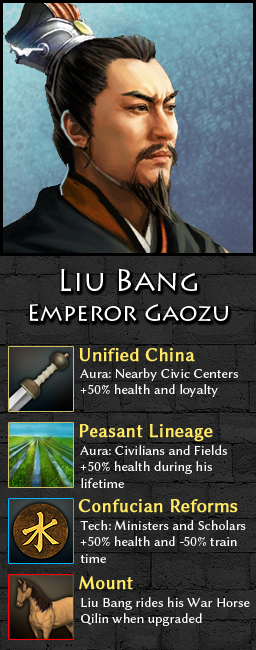 Liu Bang
Emperor Gaozu
Unified China
Aura: Nearby Civic Centers
+50% health and loyalty
Peasant Lineage
Aura: Civilians and Fields
+50% health during his
lifetime
Confucian Reforms
Tech: Ministers and Scholars
+50% health and -50% train
time
水
Mount
Liu Bang rides his War Horse
Qilin when upgraded